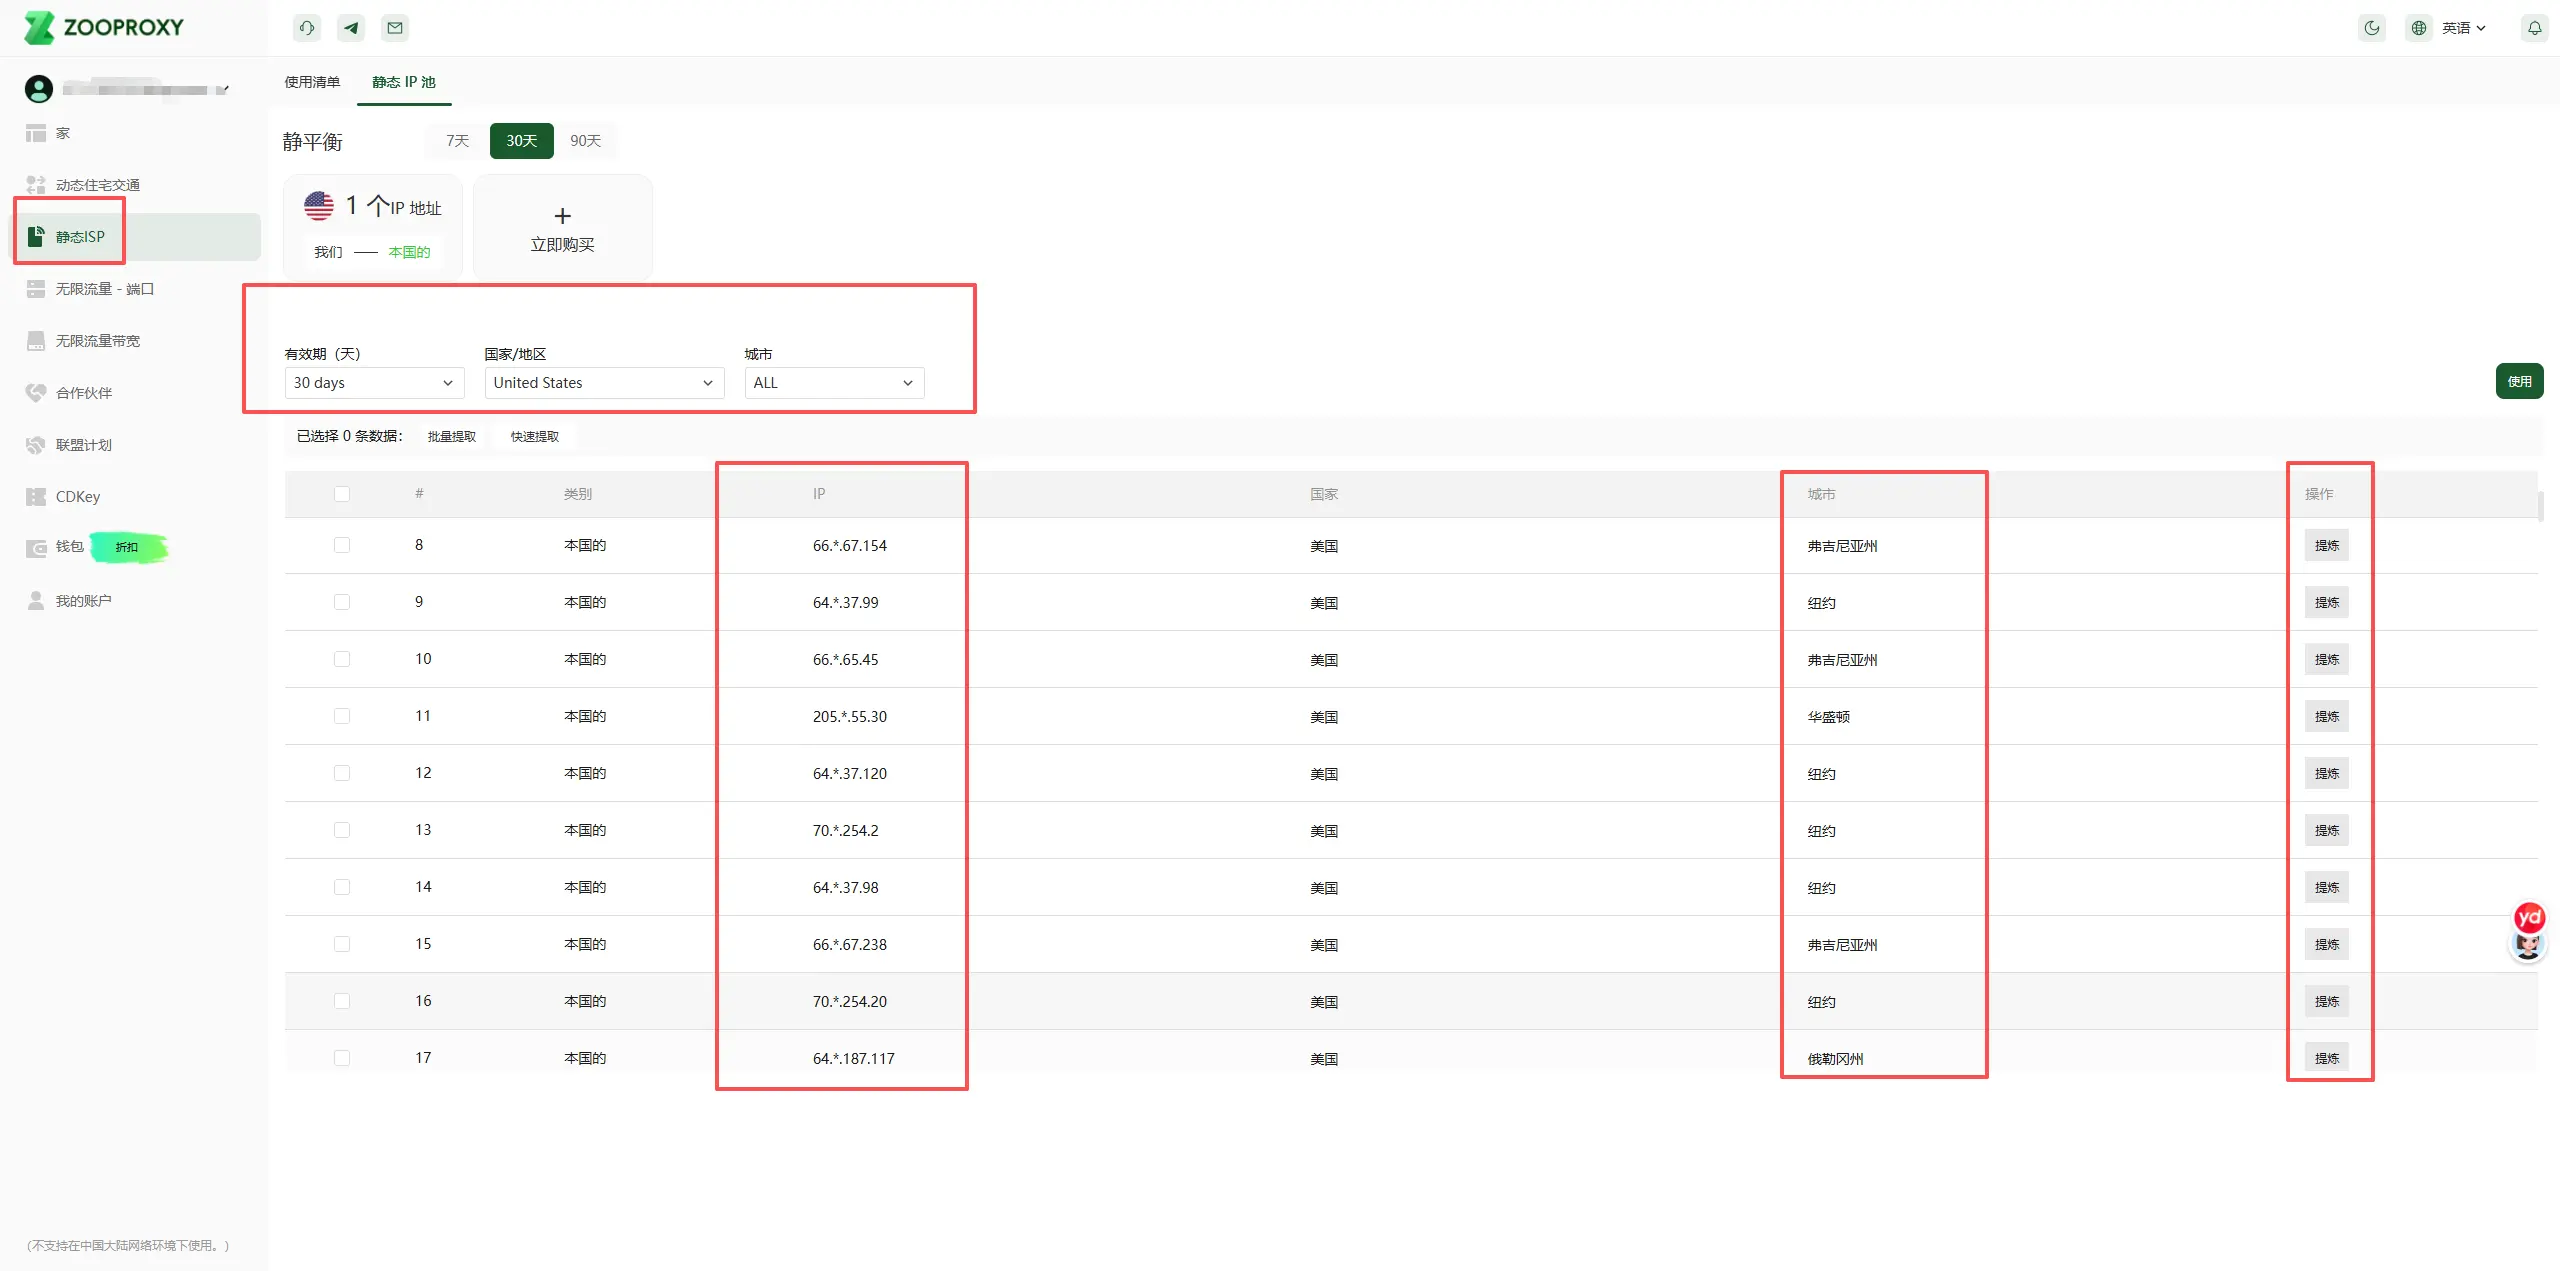 ZOOPROXY
英语
使用清单 静态 IP 池
家
动态住宅交通
静态ISP
无限流量 - 端口
无限流量带宽
合作伙伴
联盟计划
CDKey
钱包 折扣
我的账户
(不支持在中国大陆网络环境下使用。)
静平衡 7天 30天 90天
1 个IP 地址
我们 —— 本国的
+
立即购买
有效期（天） 国家/地区 城市
30 days United States ALL
使用
已选择 0 条数据： 批量提取 快速提取
# 类别 IP 国家 城市 操作
8 本国的 66.*.67.154 美国 弗吉尼亚州 提炼
9 本国的 64.*.37.99 美国 纽约 提炼
10 本国的 66.*.65.45 美国 弗吉尼亚州 提炼
11 本国的 205.*.55.30 美国 华盛顿 提炼
12 本国的 64.*.37.120 美国 纽约 提炼
13 本国的 70.*.254.2 美国 纽约 提炼
14 本国的 64.*.37.98 美国 纽约 提炼
15 本国的 66.*.67.238 美国 弗吉尼亚州 提炼
16 本国的 70.*.254.20 美国 纽约 提炼
17 本国的 64.*.187.117 美国 俄勒冈州 提炼
yd